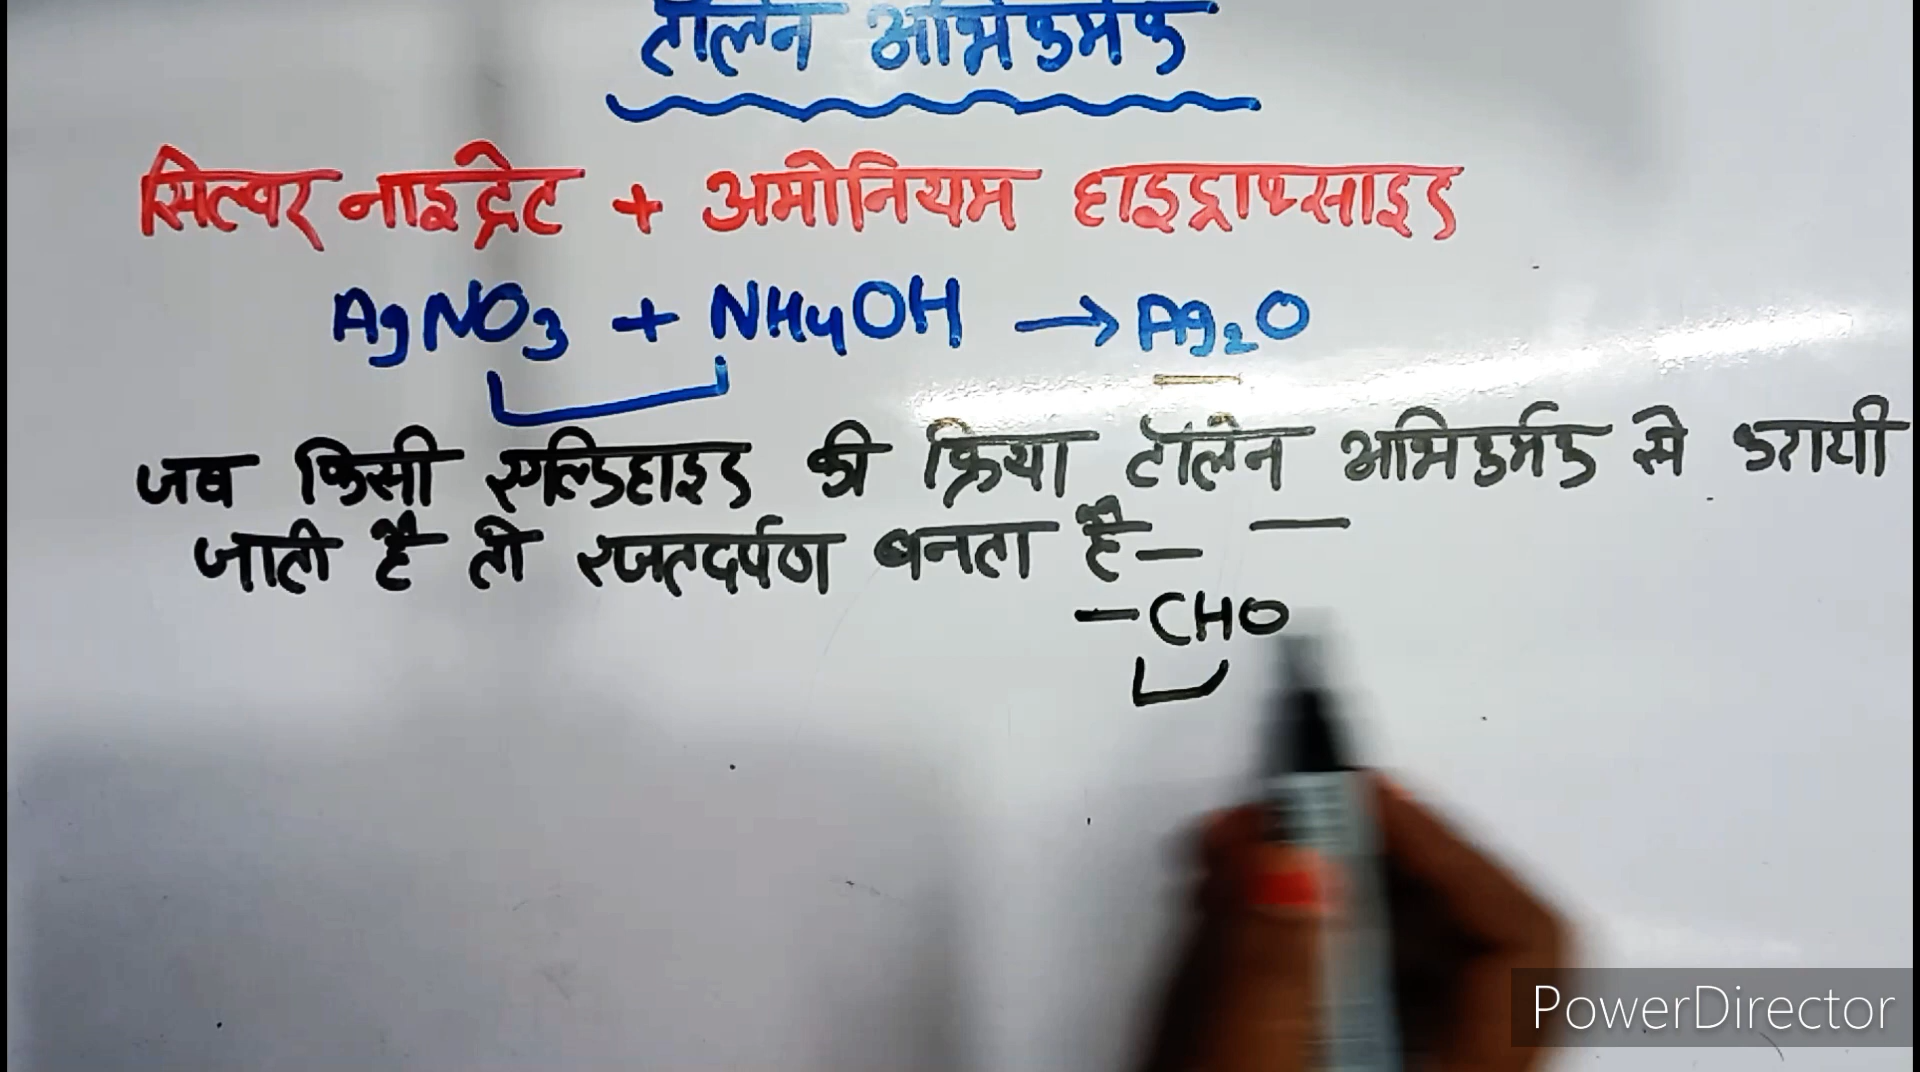 टॉलेन अभिकर्मक
सिल्वर नाइट्रेट + अमोनियम हाइड्राक्साइड
AgNO3 + NH4OH → Ag2O
जब किसी एल्डिहाइड की क्रिया टॉलेन अभिकर्मक से करायी
जाती है तो रजतदर्पण बनता है—
—CHO
PowerDirector